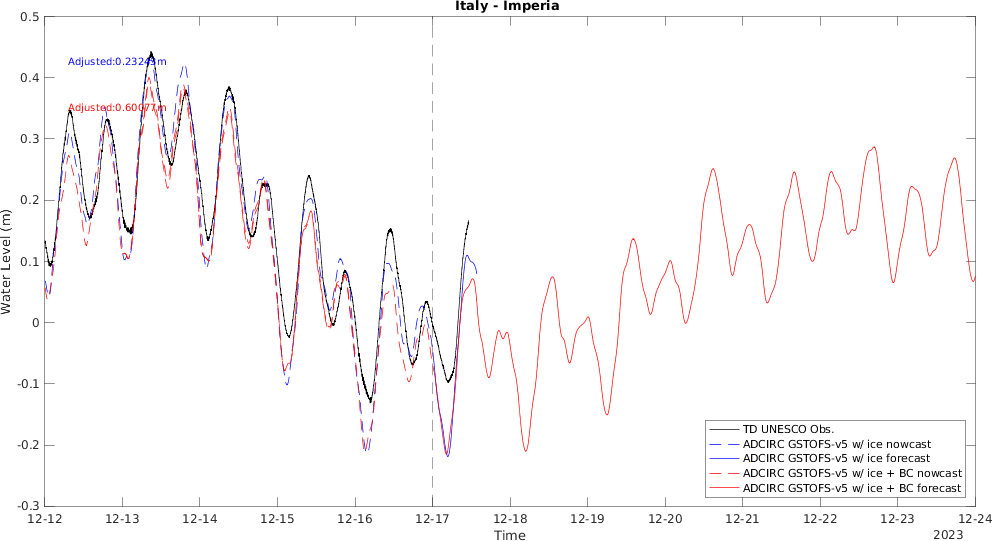 Italy - Imperia
Water Level (m)
0.5
0.4
0.3
0.2
0.1
0
-0.1
-0.2
-0.3
Adjusted:0.23249m
Adjusted:0.60077m
TD UNESCO Obs.
ADCIRC GSTOFS-v5 w/ ice nowcast
ADCIRC GSTOFS-v5 w/ ice forecast
ADCIRC GSTOFS-v5 w/ ice + BC nowcast
ADCIRC GSTOFS-v5 w/ ice + BC forecast
12-12 12-13 12-14 12-15 12-16 12-17 12-18 12-19 12-20 12-21 12-22 12-23 12-24
Time
2023